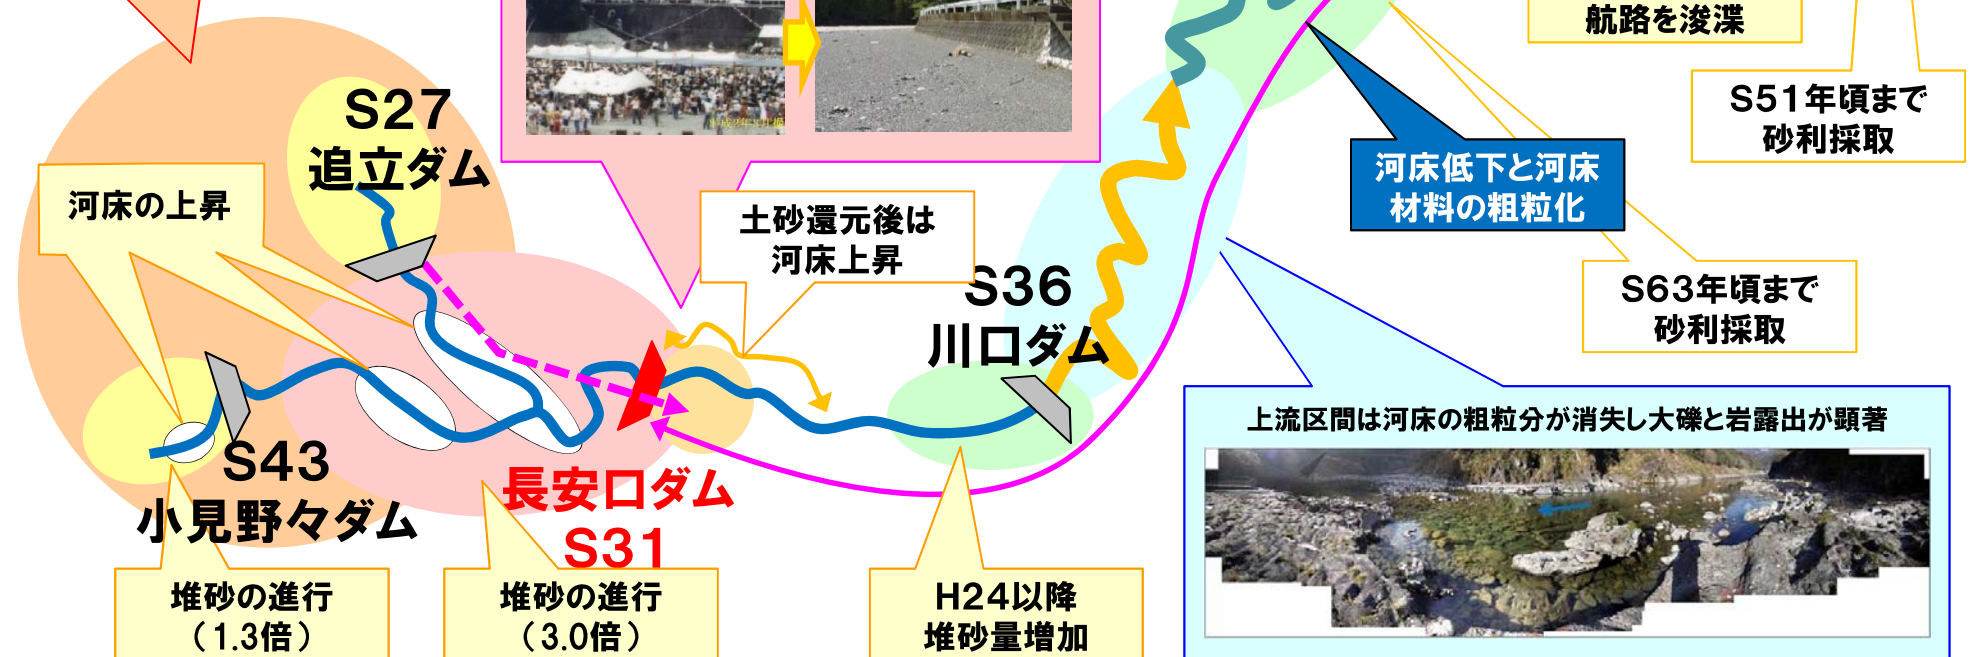 航路を浚渫
S51年頃まで
砂利採取
S27
追立ダム
河床の上昇
河床低下と河床
材料の粗粒化
土砂還元後は
河床上昇
S36
川口ダム
S63年頃まで
砂利採取
上流区間は河床の粗粒分が消失し大礫と岩露出が顕著
S43
小見野々ダム
長安口ダム
S31
堆砂の進行
（1.3倍）
堆砂の進行
（3.0倍）
H24以降
堆砂量増加